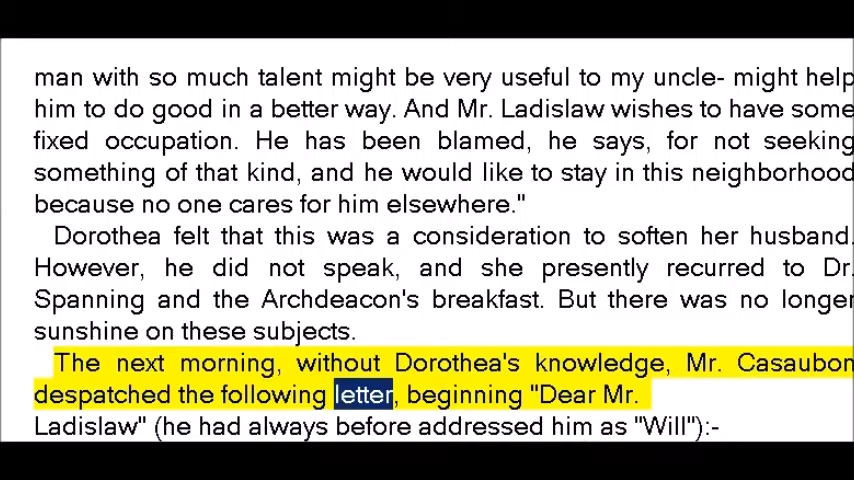 man with so much talent might be very useful to my uncle- might help
him to do good in a better way. And Mr. Ladislaw wishes to have some
fixed occupation. He has been blamed, he says, for not seeking
something of that kind, and he would like to stay in this neighborhood
because no one cares for him elsewhere."
Dorothea felt that this was a consideration to soften her husband.
However, he did not speak, and she presently recurred to Dr.
Spanning and the Archdeacon's breakfast. But there was no longer
sunshine on these subjects.
The next morning, without Dorothea's knowledge, Mr. Casaubon
despatched the following letter, beginning "Dear Mr.
Ladislaw" (he had always before addressed him as "Will"):-